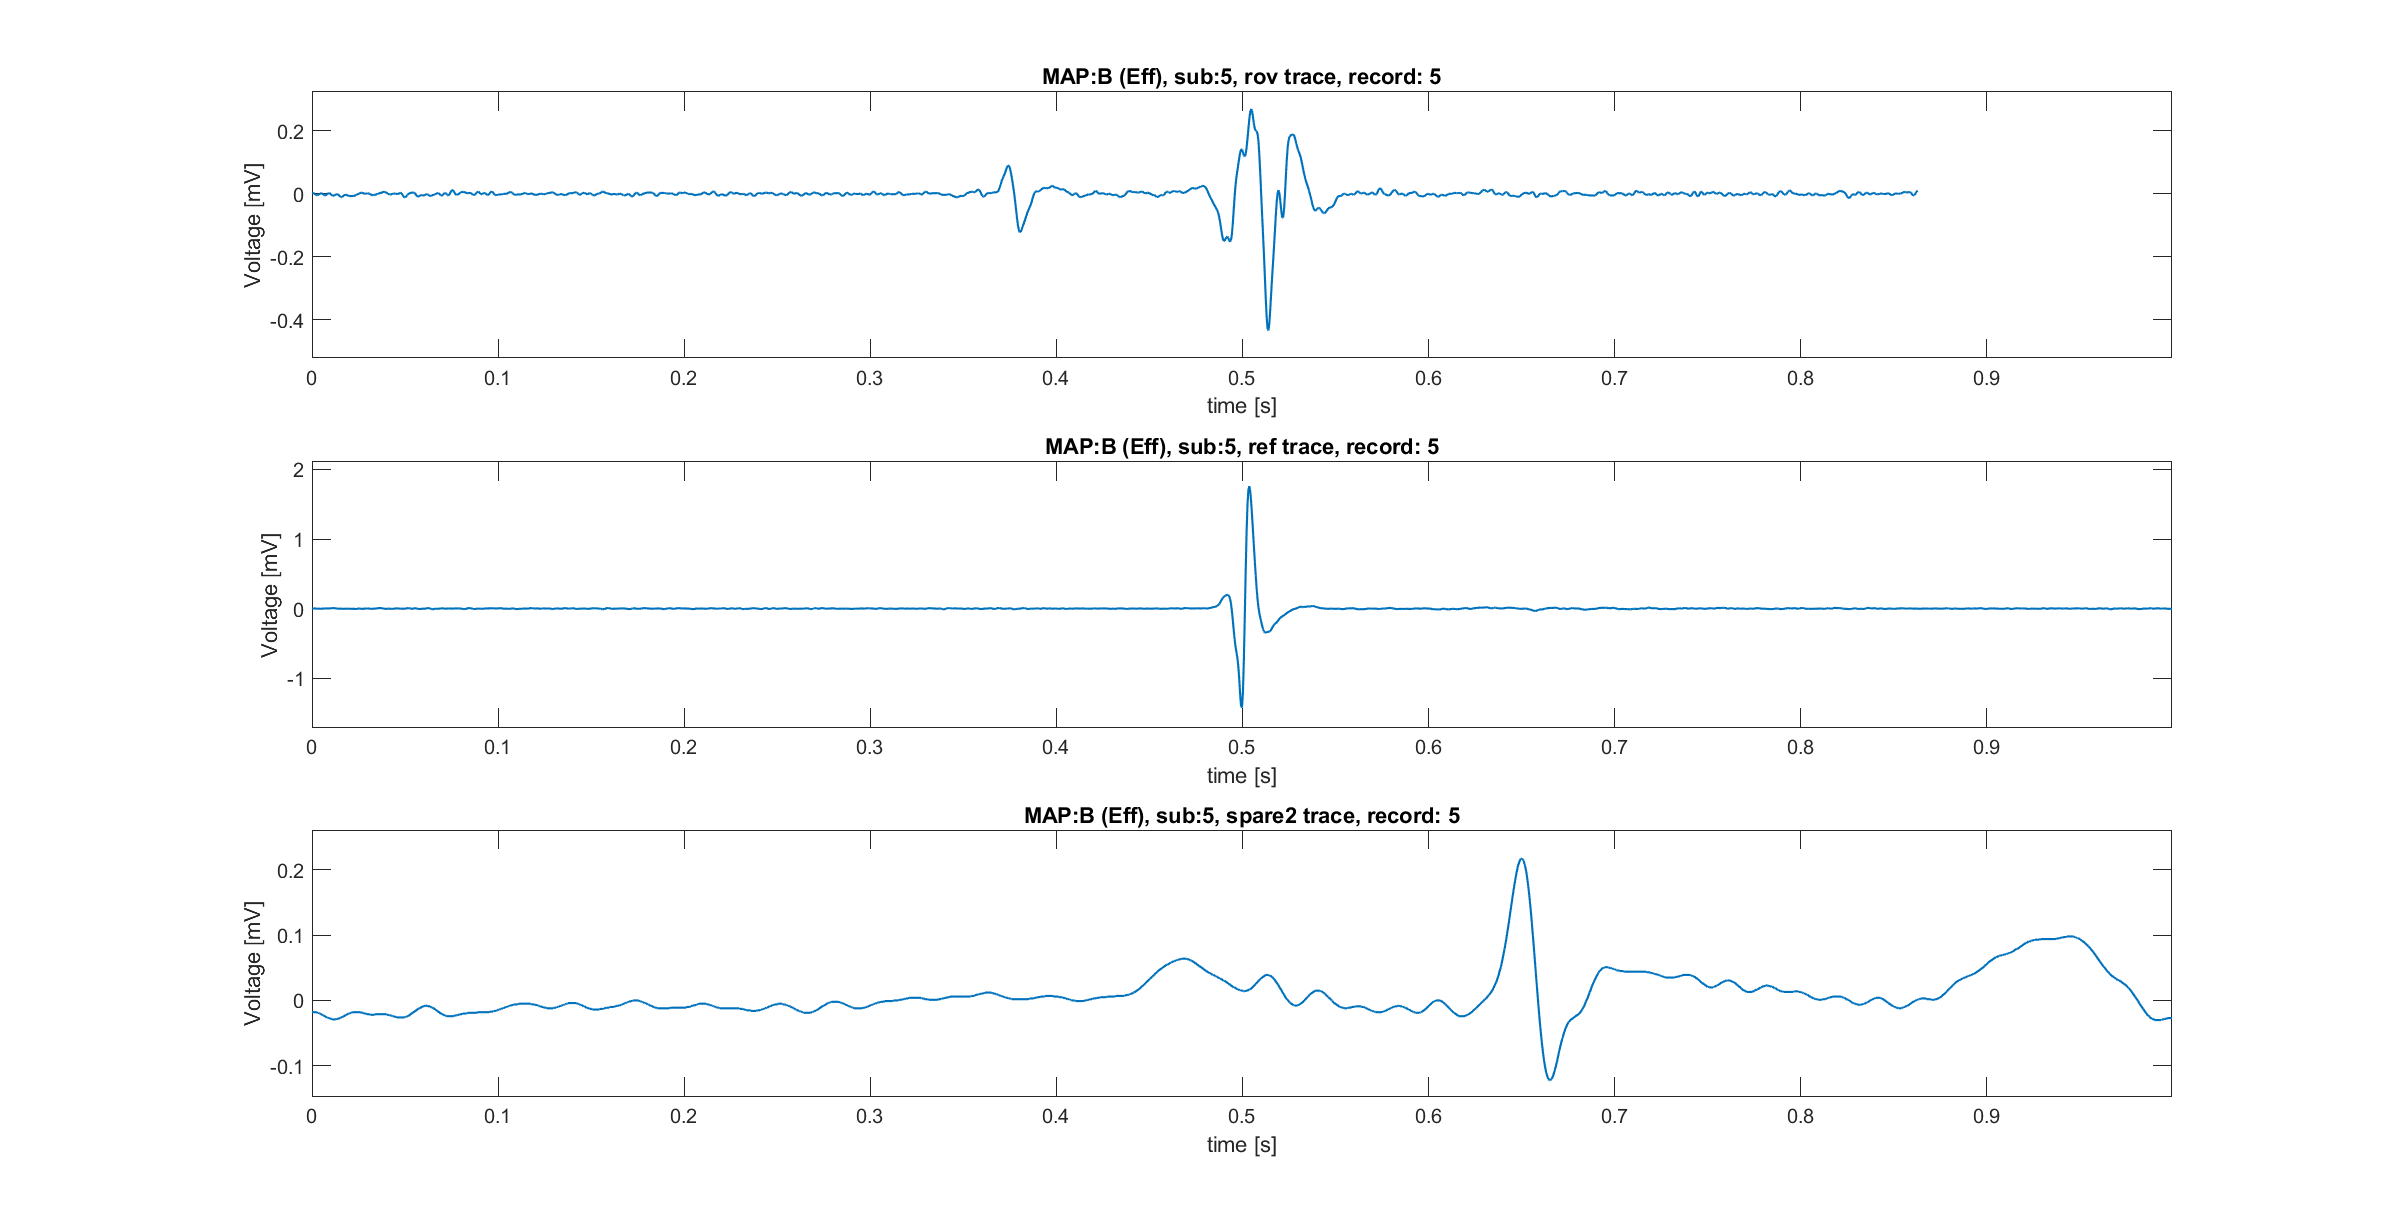 MAP:B (Eff), sub:5, rov trace, record: 5
Voltage [mV]
0.2
0
-0.2
-0.4
0 0.1 0.2 0.3 0.4 0.5 0.6 0.7 0.8 0.9
time [s]
MAP:B (Eff), sub:5, ref trace, record: 5
Voltage [mV]
2
1
0
-1
0 0.1 0.2 0.3 0.4 0.5 0.6 0.7 0.8 0.9
time [s]
MAP:B (Eff), sub:5, spare2 trace, record: 5
Voltage [mV]
0.2
0.1
0
-0.1
0 0.1 0.2 0.3 0.4 0.5 0.6 0.7 0.8 0.9
time [s]